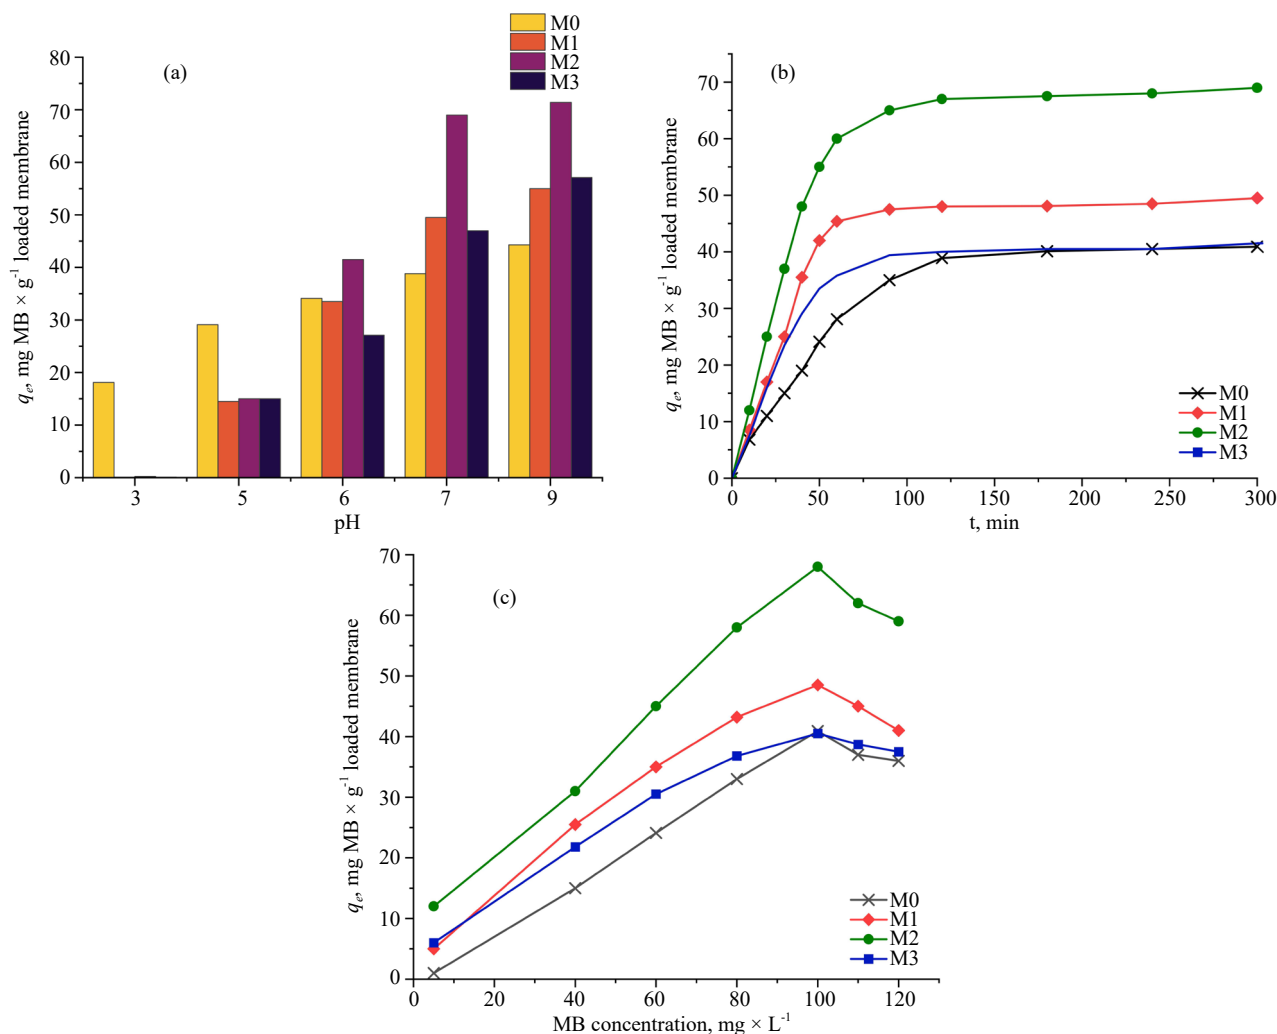 M0
M1
M2
M3
(a)
80
70
60
50
40
30
20
10
0
q_e, mg MB × g⁻¹ loaded membrane
3 5 6 7 9
pH
(b)
70
60
50
40
30
20
10
0
q_e, mg MB × g⁻¹ loaded membrane
M0
M1
M2
M3
0 50 100 150 200 250 300
t, min
(c)
70
60
50
40
30
20
10
0
q_e, mg MB × g⁻¹ loaded membrane
M0
M1
M2
M3
0 20 40 60 80 100 120
MB concentration, mg × L⁻¹